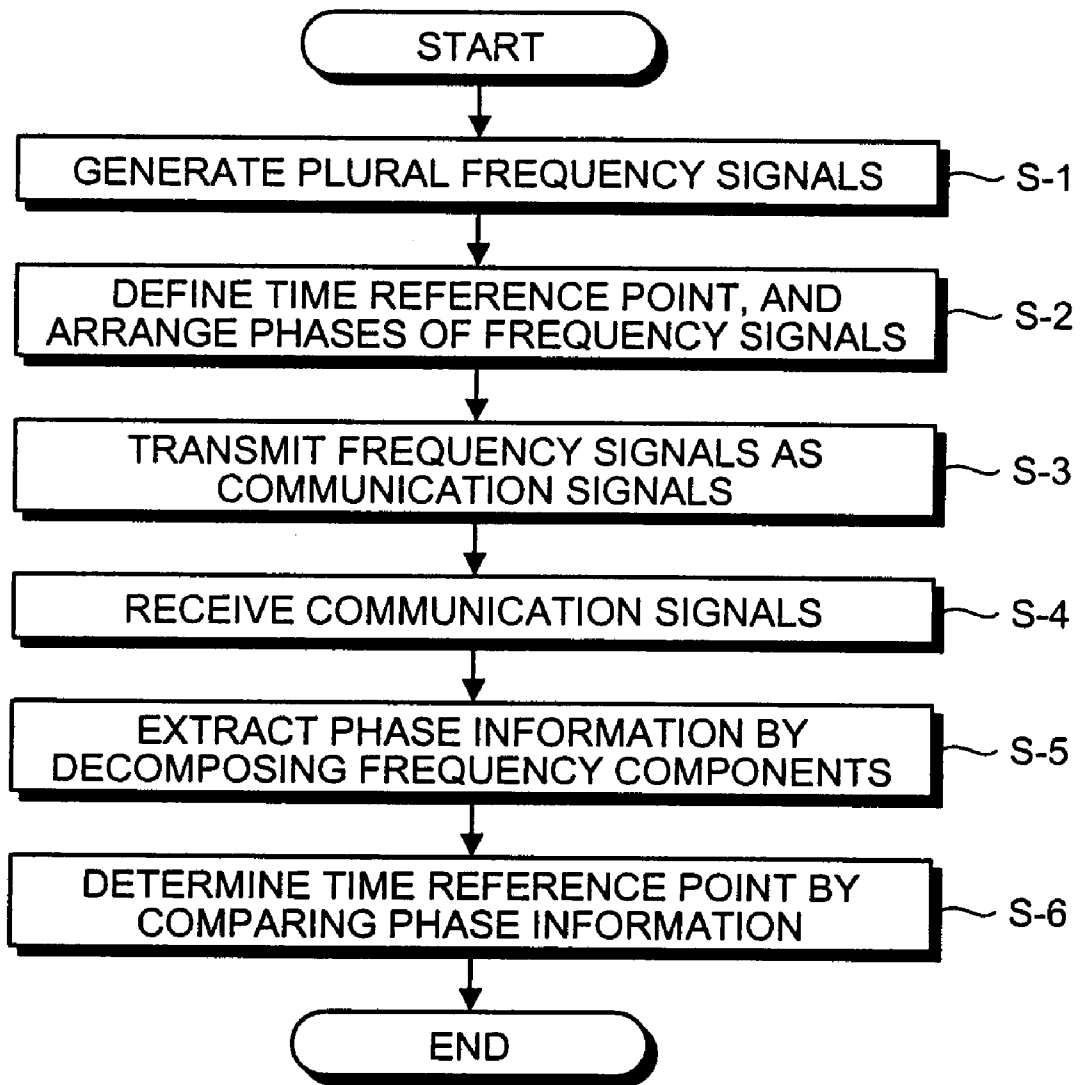 START
GENERATE PLURAL FREQUENCY SIGNALS
S-1
DEFINE TIME REFERENCE POINT, AND
ARRANGE PHASES OF FREQUENCY SIGNALS
S-2
TRANSMIT FREQUENCY SIGNALS AS
COMMUNICATION SIGNALS
S-3
RECEIVE COMMUNICATION SIGNALS
S-4
EXTRACT PHASE INFORMATION BY
DECOMPOSING FREQUENCY COMPONENTS
S-5
DETERMINE TIME REFERENCE POINT BY
COMPARING PHASE INFORMATION
S-6
END